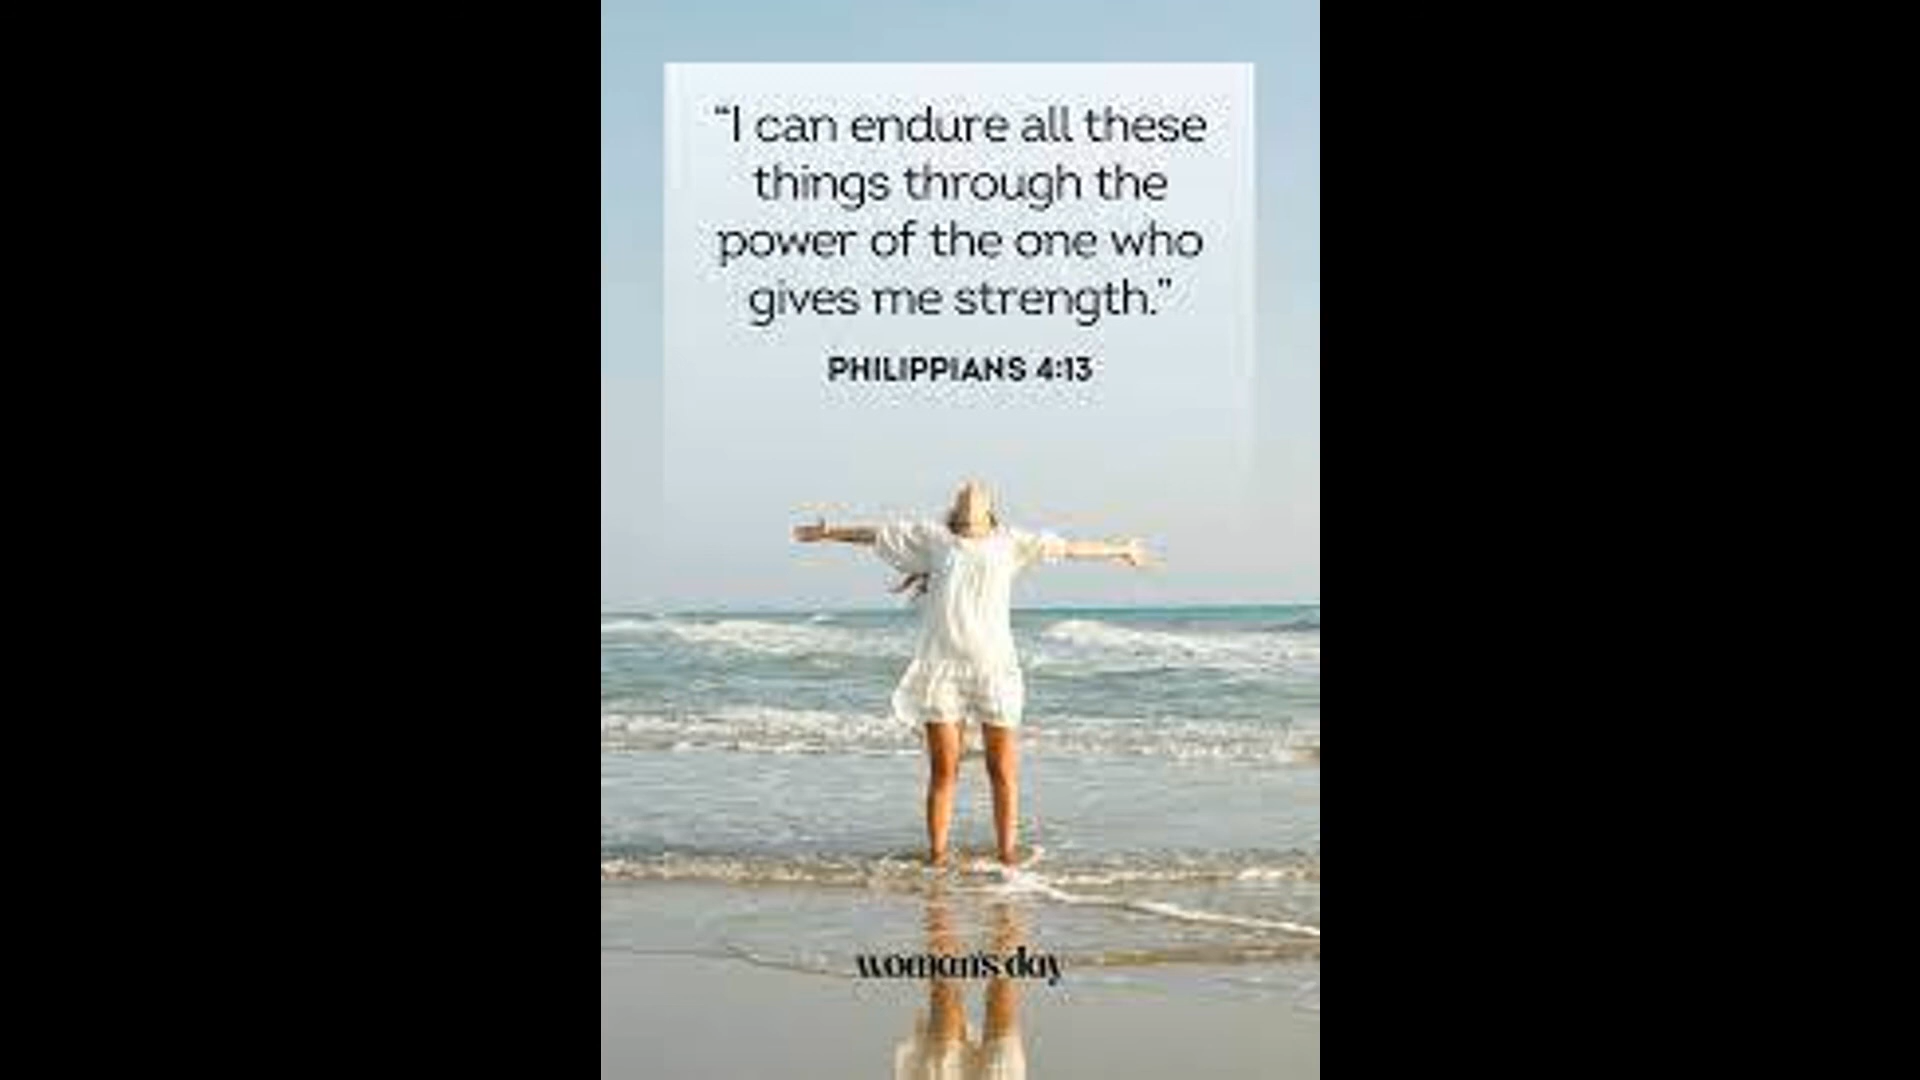 “I can endure all these
things through the
power of the one who
gives me strength.”
PHILIPPIANS 4:13
woman's day